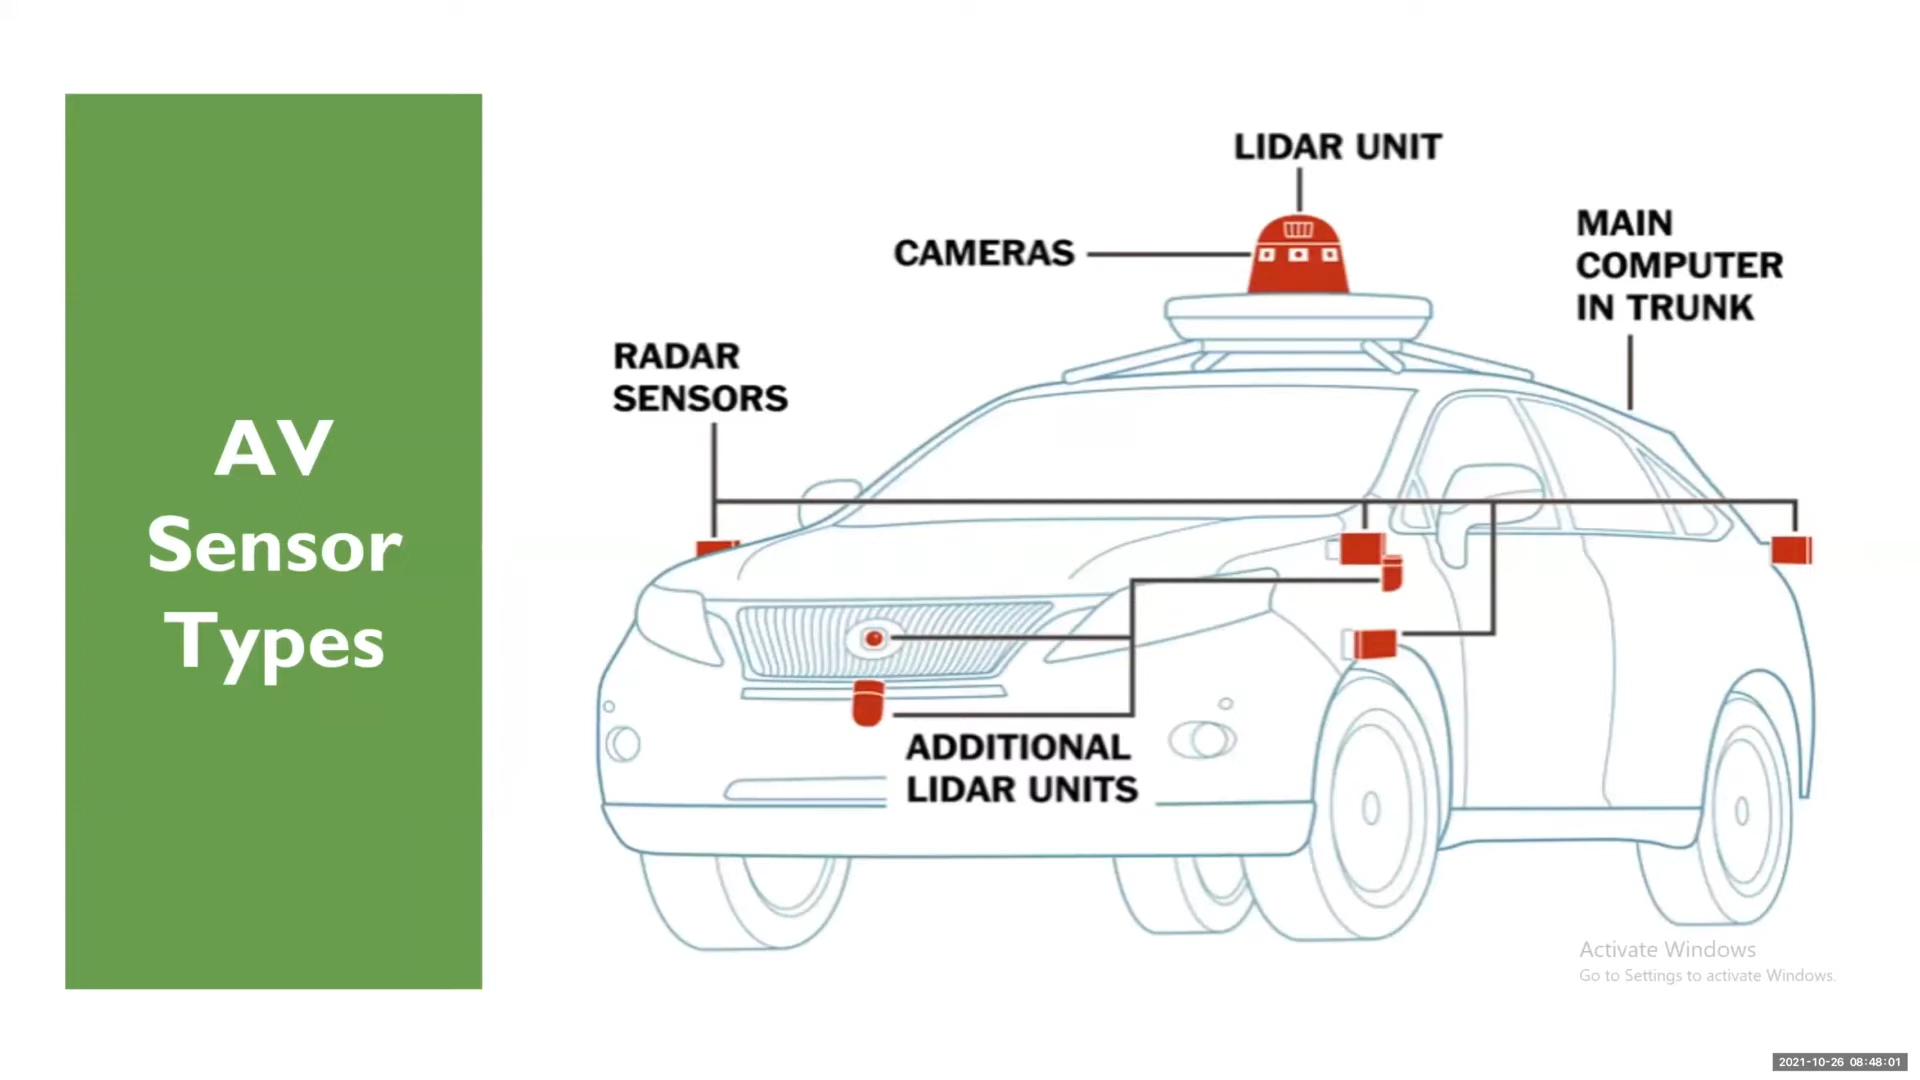 AV
Sensor
Types
LIDAR UNIT
CAMERAS
MAIN
COMPUTER
IN TRUNK
RADAR
SENSORS
ADDITIONAL
LIDAR UNITS
Activate Windows
Go to Settings to activate Windows.
2021-10-26 08:48:01